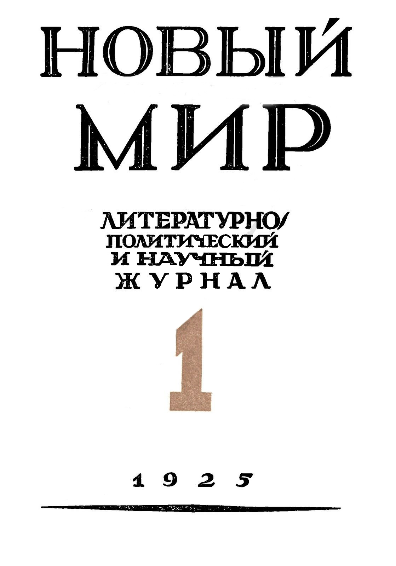 НОВЫЙ
МИР
ЛИТЕРАТУРНО/
ПОЛИТИЧЕСКИЙ
И НАУЧНЫЙ
ЖУРНАЛ
1
1925